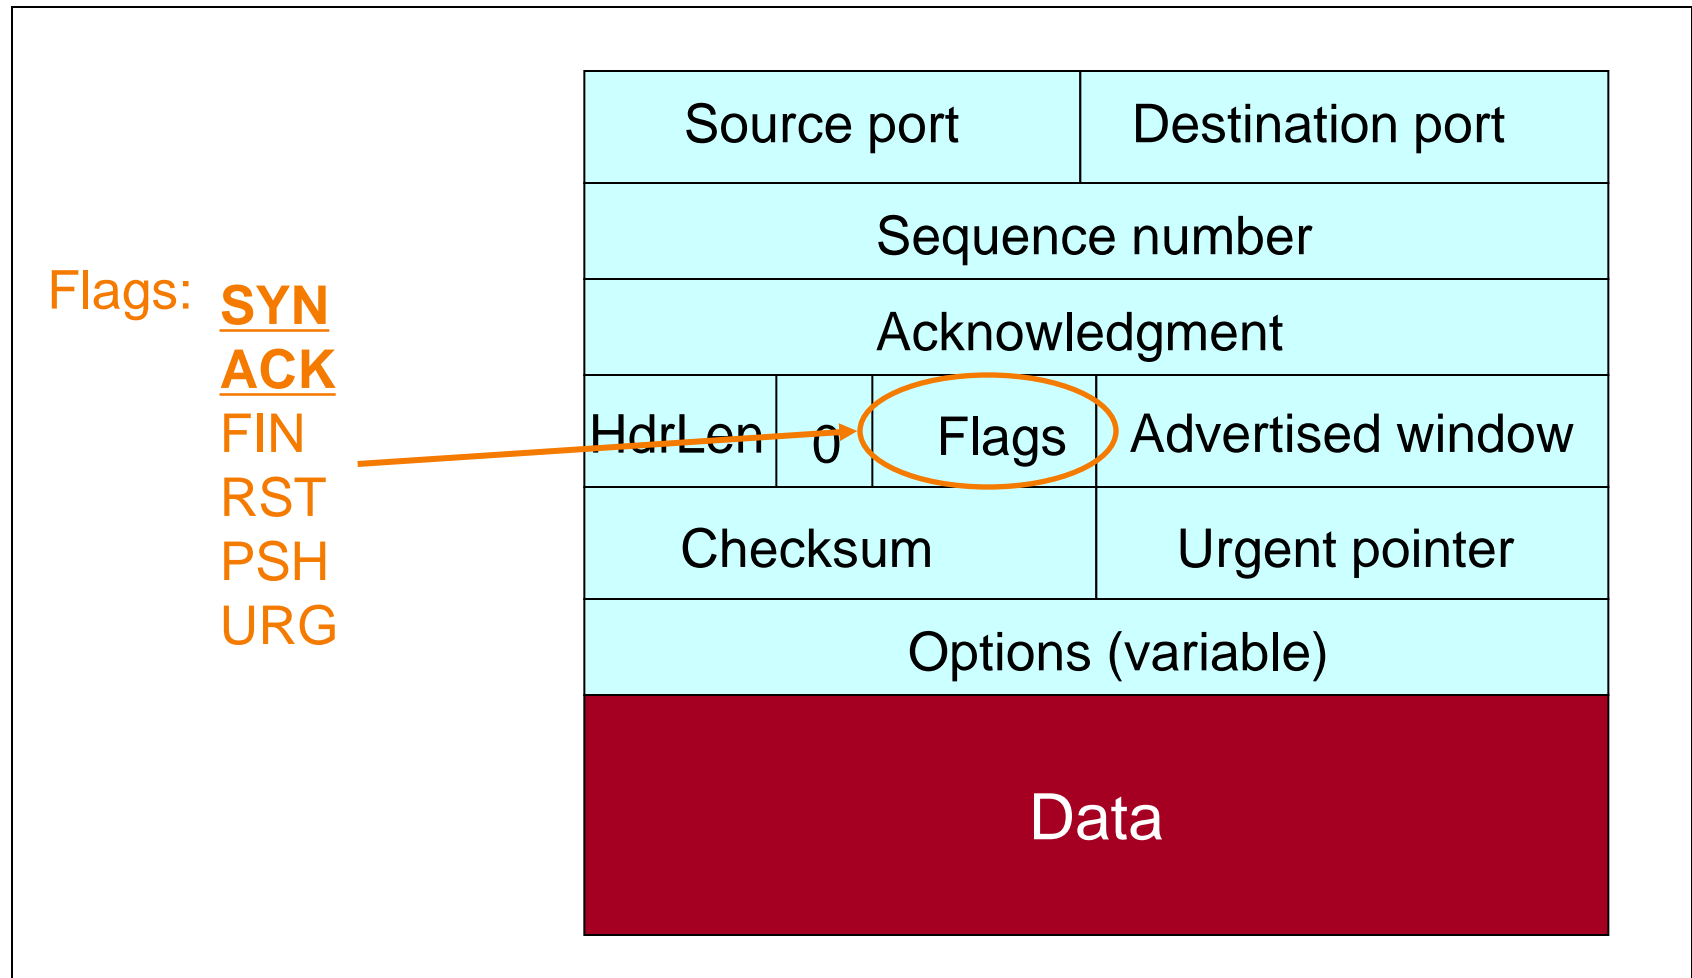 Source port Destination port
Sequence number
Flags: SYN
ACK
FIN
RST
PSH
URG
Acknowledgment
HdrLen 0 Flags Advertised window
Checksum Urgent pointer
Options (variable)
Data